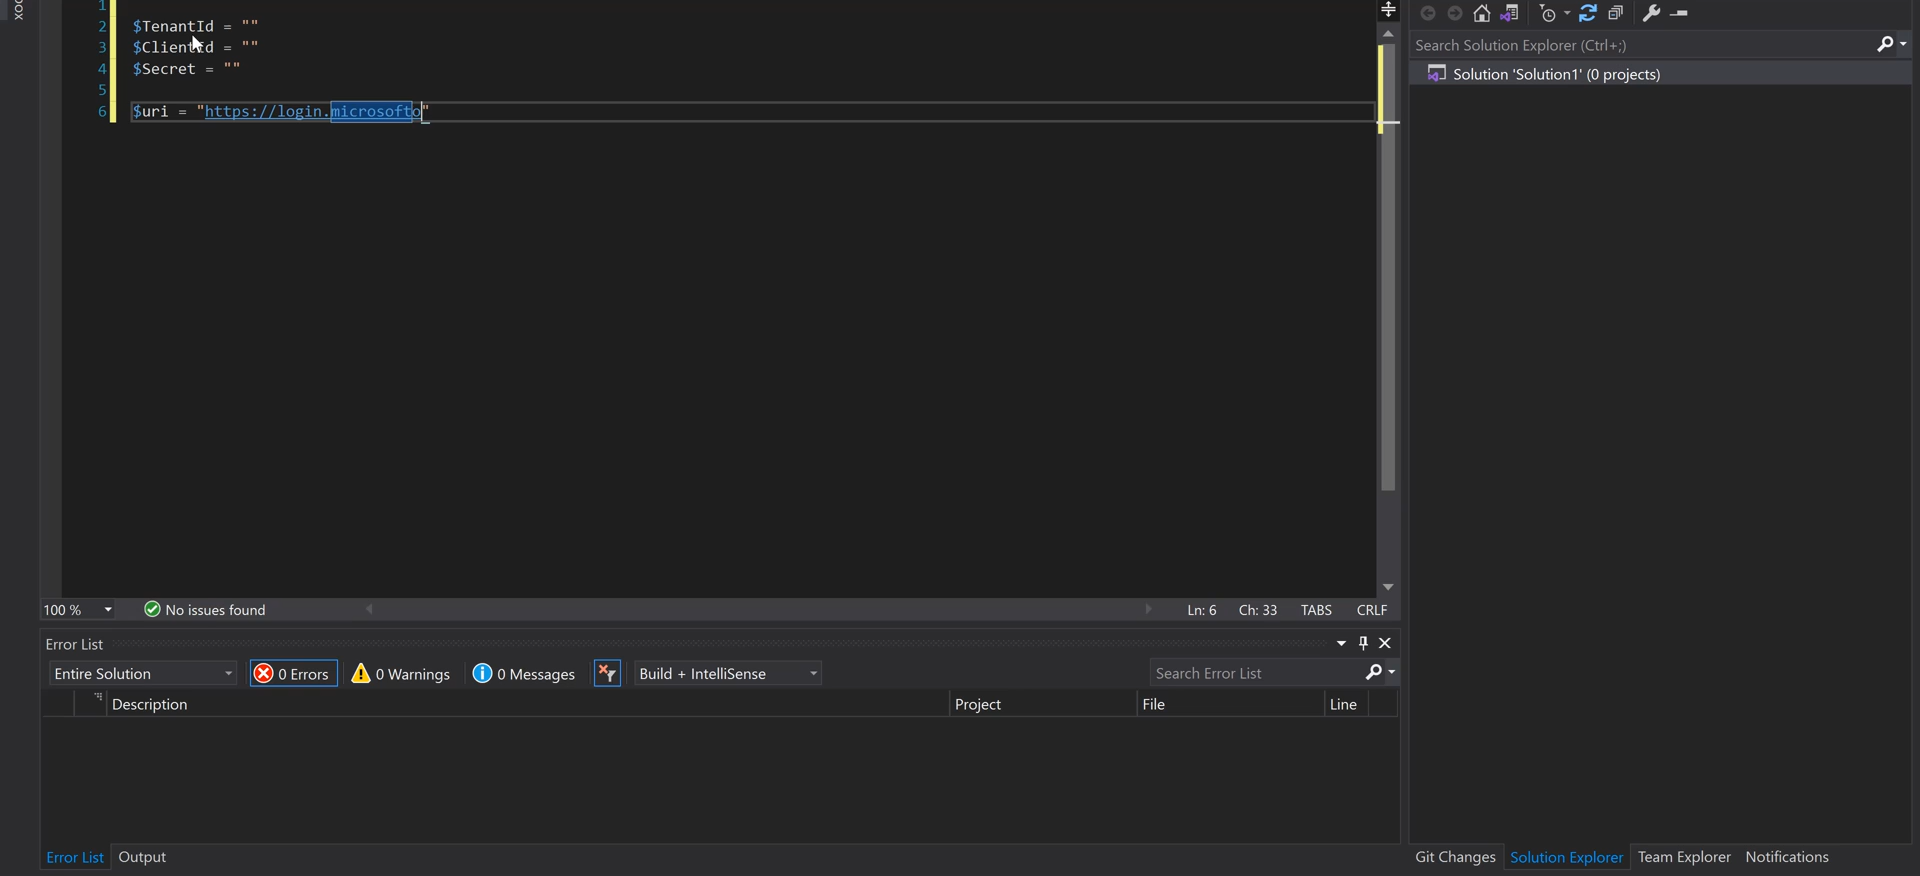 1
2 $TenantId = ""
3 $ClientId = ""
4 $Secret = ""
5
6 $uri = "https://login.microsofto"
Search Solution Explorer (Ctrl+;)
Solution 'Solution1' (0 projects)
100 %
No issues found
Ln: 6 Ch: 33 TABS CRLF
Error List
Entire Solution
0 Errors
0 Warnings
0 Messages
Build + IntelliSense
Search Error List
Description Project File Line
Error List Output
Git Changes Solution Explorer Team Explorer Notifications